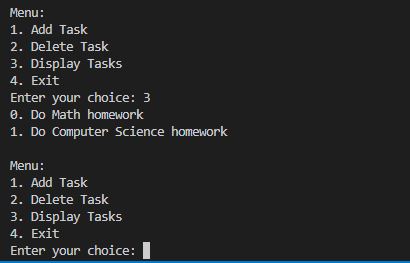 Menu:
1. Add Task
2. Delete Task
3. Display Tasks
4. Exit
Enter your choice: 3
0. Do Math homework
1. Do Computer Science homework
Menu:
1. Add Task
2. Delete Task
3. Display Tasks
4. Exit
Enter your choice: